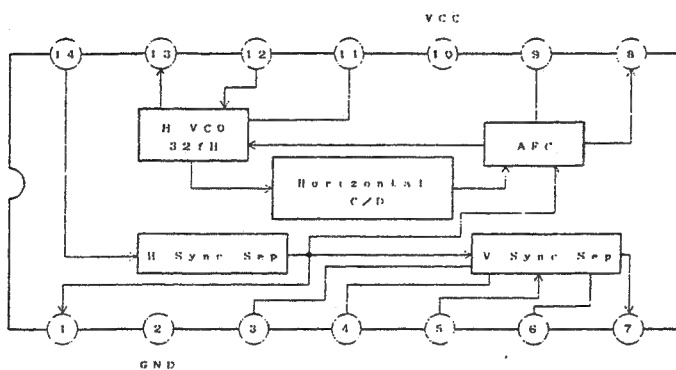 VCC
14 13 12 11 10 9 8
H VCO
32fH
AFC
Horizontal
C/D
H Sync Sep
V Sync Sep
1 2 3 4 5 6 7
GND